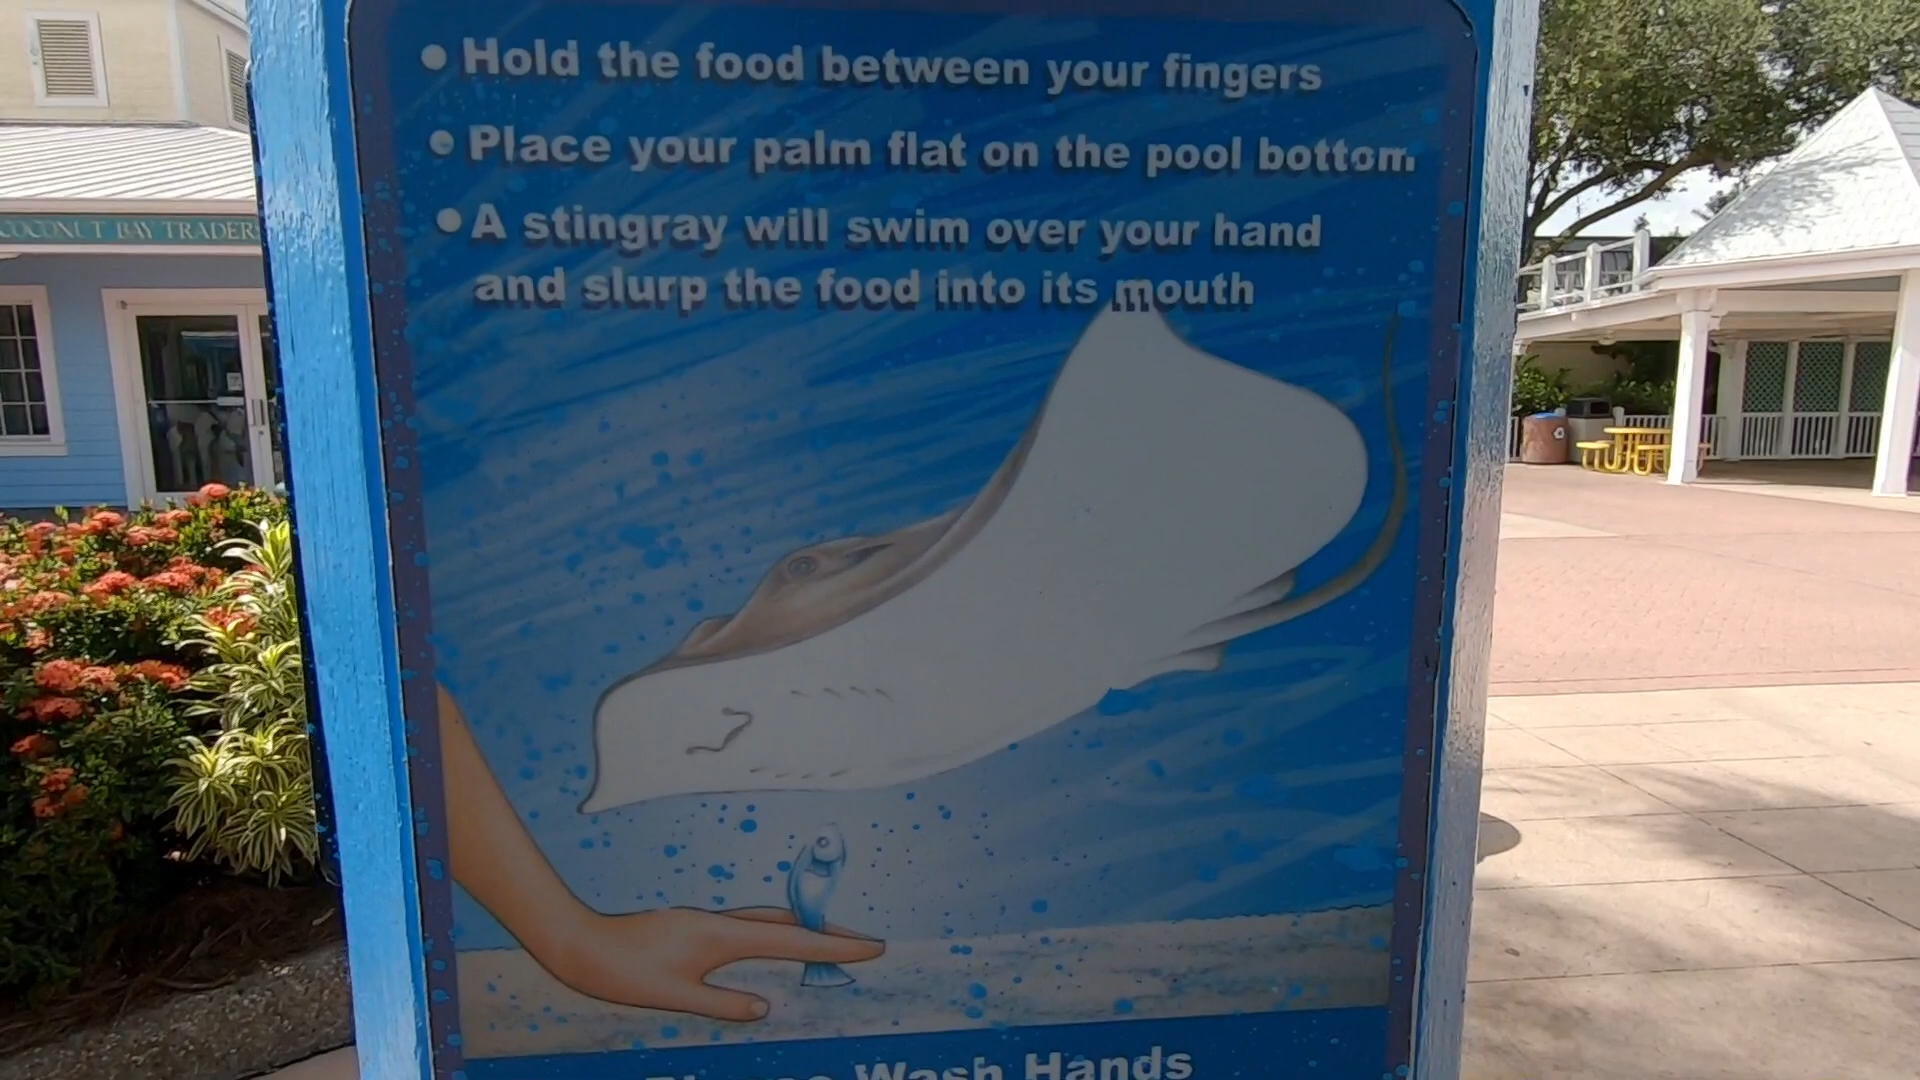 • Hold the food between your fingers
• Place your palm flat on the pool bottom
• A stingray will swim over your hand
and slurp the food into its mouth
COCONUT BAY TRADERS
Please Wash Hands